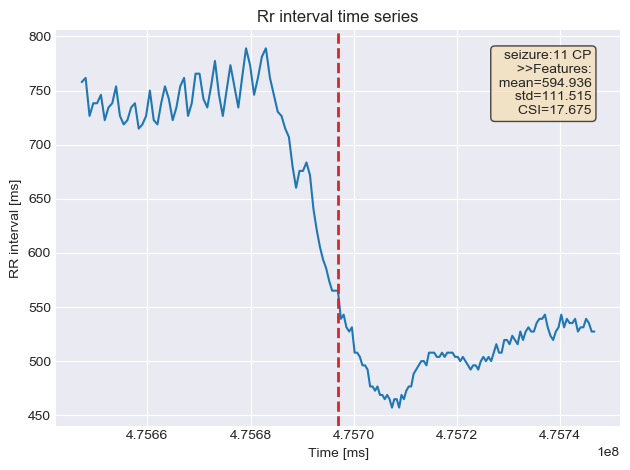 Rr interval time series
seizure:11 CP
>>Features:
mean=594.936
std=111.515
CSI=17.675
RR interval [ms]
800
750
700
650
600
550
500
450
4.7566
4.7568
4.7570
4.7572
4.7574
Time [ms]
1e8